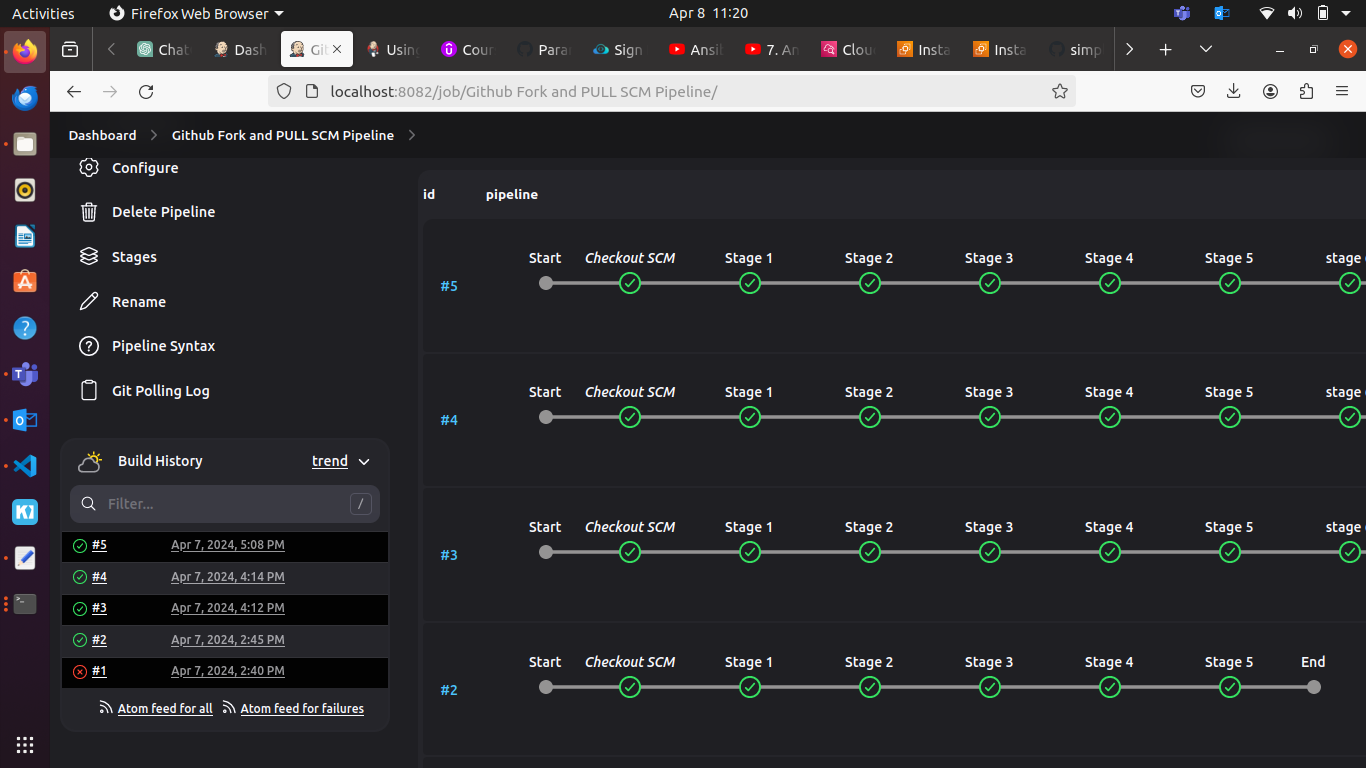 Activities
Firefox Web Browser
Apr 8 11:20
Chat
Dash
Git
Using
Cour
Parar
Sign
Ansib
7. An
Cloud
Insta
Insta
simp
localhost:8082/job/Github Fork and PULL SCM Pipeline/
Dashboard
Github Fork and PULL SCM Pipeline
Configure
Delete Pipeline
Stages
Rename
Pipeline Syntax
Git Polling Log
Build History
trend
Filter...
/
#5 Apr 7, 2024, 5:08 PM
#4 Apr 7, 2024, 4:14 PM
#3 Apr 7, 2024, 4:12 PM
#2 Apr 7, 2024, 2:45 PM
#1 Apr 7, 2024, 2:40 PM
Atom feed for all
Atom feed for failures
id pipeline
Start Checkout SCM Stage 1 Stage 2 Stage 3 Stage 4 Stage 5 stage
#5
Start Checkout SCM Stage 1 Stage 2 Stage 3 Stage 4 Stage 5 stage
#4
Start Checkout SCM Stage 1 Stage 2 Stage 3 Stage 4 Stage 5 stage
#3
Start Checkout SCM Stage 1 Stage 2 Stage 3 Stage 4 Stage 5 End
#2